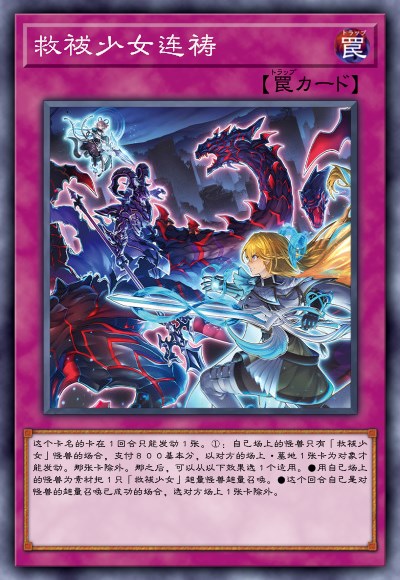 救祓少女连祷
トラップ
罠
トラップ
【罠カード】
这个卡名的卡在1回合只能发动1张。①：自己场上的怪兽只有「救祓少
女」怪兽的场合，支付800基本分，以对方的场上·墓地1张卡为对象才
能发动。那张卡除外。那之后，可以从以下效果选1个适用。●用自己场上
的怪兽为素材把1只「救祓少女」超量怪兽超量召唤。●这个回合自己是对
怪兽的超量召唤已成功的场合，选对方场上1张卡除外。